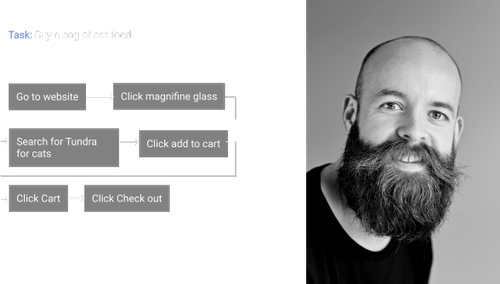 Task: Buy a bag of cat food
Go to website
Click magnifine glass
Search for Tundra
for cats
Click add to cart
Click Cart
Click Check out